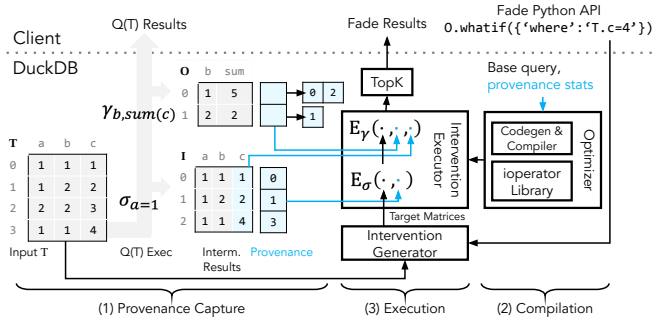 Q(T) Results
Fade Results
Fade Python API
O.whatif({‘where’:‘T.c=4’})
Client
DuckDB
O
b sum
0 1 5
1 2 2
0 2
1
γb,sum(c)
TopK
Base query,
provenance stats
Eγ(·,·,·)
Eσ(·,·)
Intervention
Executor
Codegen &
Compiler
ioperator
Library
Optimizer
T
a b c
0 1 1 1
1 1 2 2
2 2 2 3
3 1 1 4
σa=1
I
a b c
0 1 1 1
1 1 2 2
2 1 1 4
0
1
3
Target Matrices
Intervention
Generator
Input T
Q(T) Exec
Interm.
Results
Provenance
(1) Provenance Capture
(3) Execution
(2) Compilation